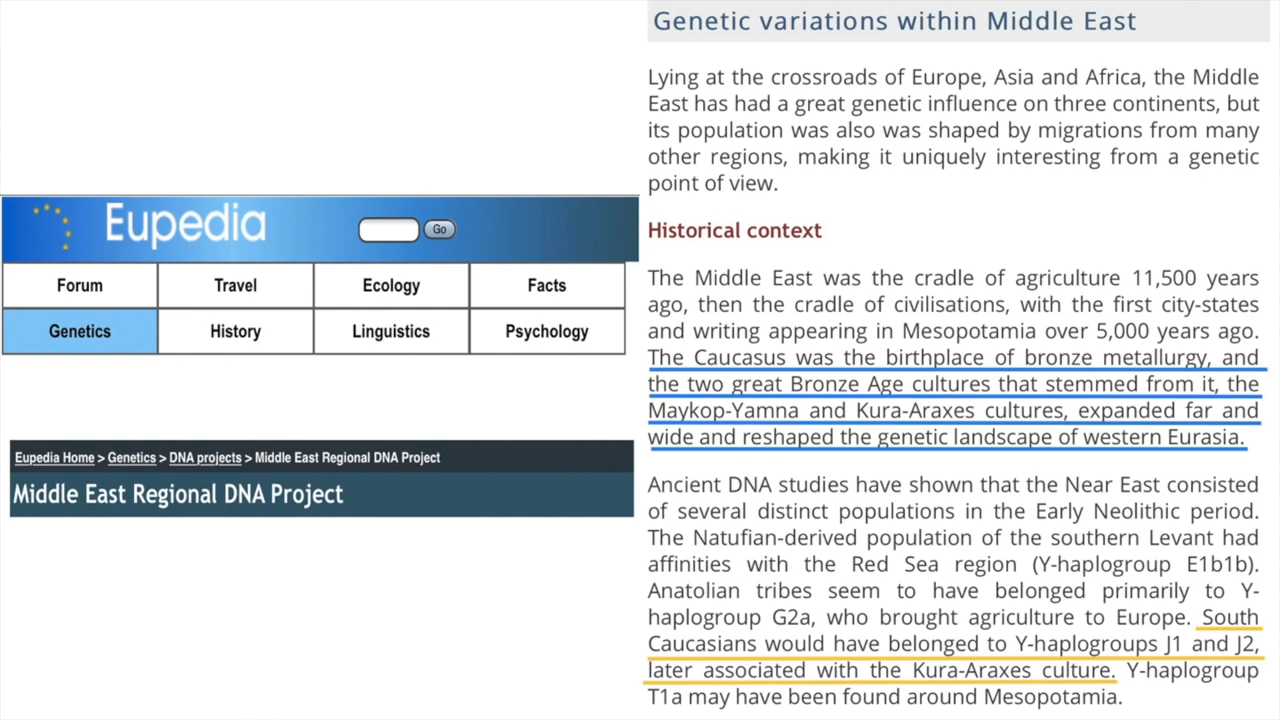 Eupedia
Go
Forum Travel Ecology Facts
Genetics History Linguistics Psychology
Eupedia Home > Genetics > DNA projects > Middle East Regional DNA Project
Middle East Regional DNA Project
Genetic variations within Middle East
Lying at the crossroads of Europe, Asia and Africa, the Middle
East has had a great genetic influence on three continents, but
its population was also was shaped by migrations from many
other regions, making it uniquely interesting from a genetic
point of view.
Historical context
The Middle East was the cradle of agriculture 11,500 years
ago, then the cradle of civilisations, with the first city-states
and writing appearing in Mesopotamia over 5,000 years ago.
The Caucasus was the birthplace of bronze metallurgy, and
the two great Bronze Age cultures that stemmed from it, the
Maykop-Yamna and Kura-Araxes cultures, expanded far and
wide and reshaped the genetic landscape of western Eurasia.
Ancient DNA studies have shown that the Near East consisted
of several distinct populations in the Early Neolithic period.
The Natufian-derived population of the southern Levant had
affinities with the Red Sea region (Y-haplogroup E1b1b).
Anatolian tribes seem to have belonged primarily to Y-
haplogroup G2a, who brought agriculture to Europe. South
Caucasians would have belonged to Y-haplogroups J1 and J2,
later associated with the Kura-Araxes culture. Y-haplogroup
T1a may have been found around Mesopotamia.